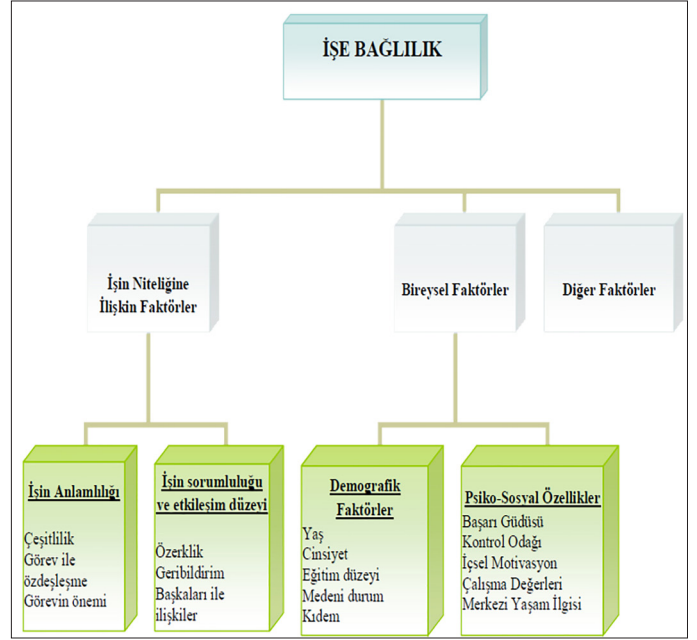 İŞE BAĞLILIK
İşin Niteliğine
İlişkin Faktörler
Bireysel Faktörler
Diğer Faktörler
İşin Anlamlılığı
Çeşitlilik
Görev ile
özdeşleşme
Görevin önemi
İşin sorumluluğu
ve etkileşim düzevi
Özerklik
Geribildirim
Başkaları ile
ilişkiler
Demografik
Faktörler
Yaş
Cinsiyet
Eğitim düzeyi
Medeni durum
Kıdem
Psiko-Sosyal Özellikler
Başarı Güdüsü
Kontrol Odağı
İçsel Motivasyon
Çalışma Değerleri
Merkezi Yaşam İlgisi